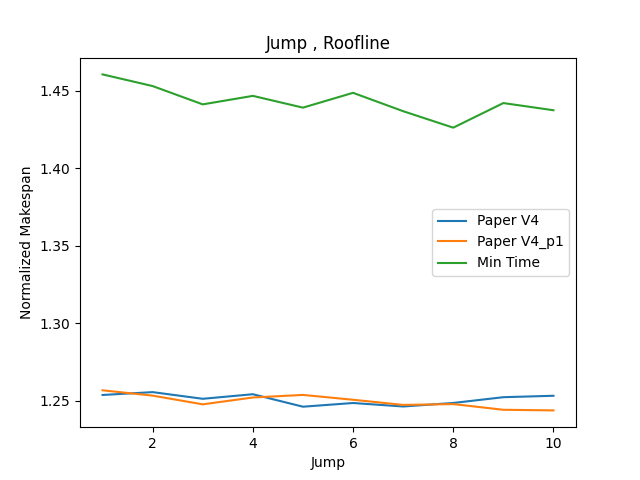 Jump , Roofline
Normalized Makespan
1.45
1.40
1.35
1.30
1.25
Paper V4
Paper V4_p1
Min Time
2 4 6 8 10
Jump